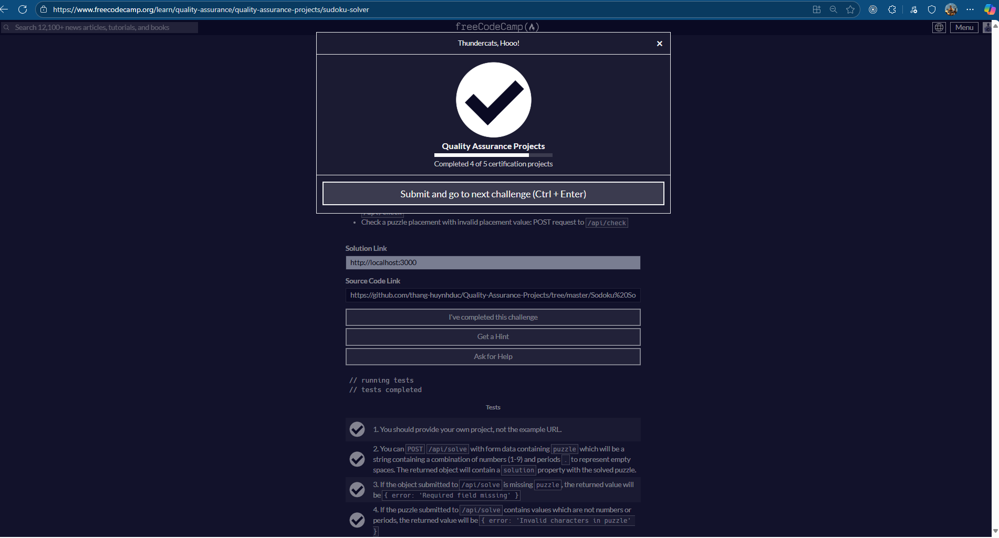 https://www.freecodecamp.org/learn/quality-assurance/quality-assurance-projects/sudoku-solver
Search 12,100+ news articles, tutorials, and books
freeCodeCamp
Menu
Thundercats, Hooo!
×
Quality Assurance Projects
Completed 4 of 5 certification projects
Submit and go to next challenge (Ctrl + Enter)
/api/check
• Check a puzzle placement with invalid placement value: POST request to /api/check
Solution Link
http://localhost:3000
Source Code Link
https://github.com/thang-huynhduc/Quality-Assurance-Projects/tree/master/Sodoku%20So
I've completed this challenge
Get a Hint
Ask for Help
// running tests
// tests completed
Tests
1. You should provide your own project, not the example URL.
2. You can POST /api/solve with form data containing puzzle which will be a
string containing a combination of numbers (1-9) and periods . to represent empty
spaces. The returned object will contain a solution property with the solved puzzle.
3. If the object submitted to /api/solve is missing puzzle, the returned value will
be { error: 'Required field missing' }
4. If the puzzle submitted to /api/solve contains values which are not numbers or
periods, the returned value will be { error: 'Invalid characters in puzzle'
}